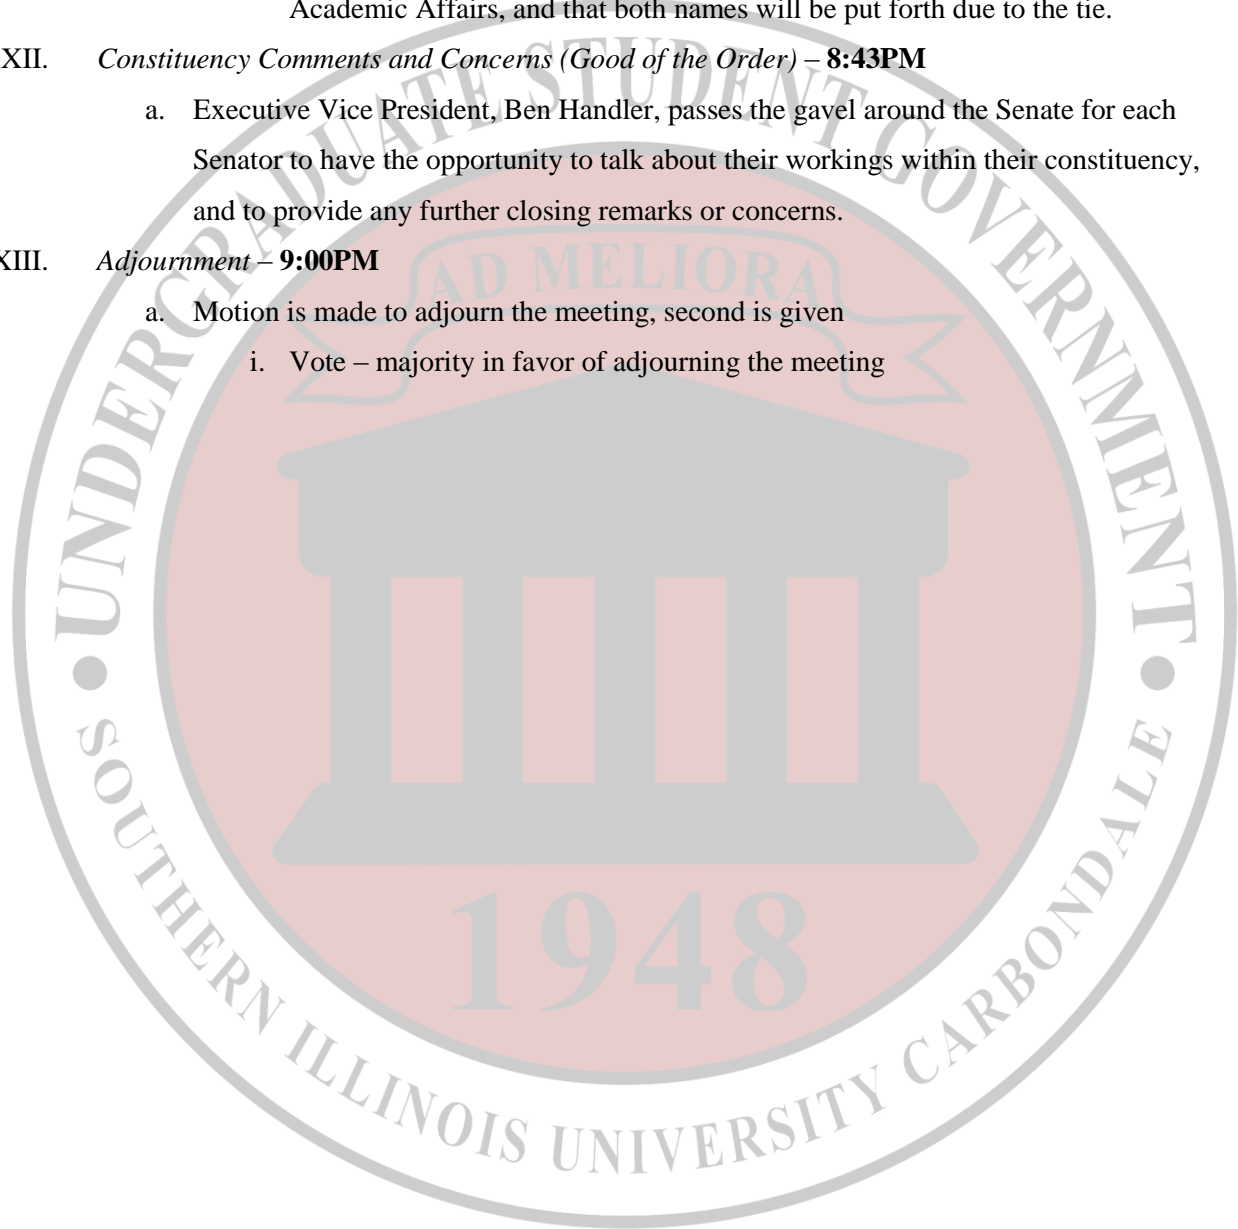 Academic Affairs, and that both names will be put forth due to the tie.
XII. Constituency Comments and Concerns (Good of the Order) – 8:43PM
a. Executive Vice President, Ben Handler, passes the gavel around the Senate for each
Senator to have the opportunity to talk about their workings within their constituency,
and to provide any further closing remarks or concerns.
XIII. Adjournment – 9:00PM
a. Motion is made to adjourn the meeting, second is given
i. Vote – majority in favor of adjourning the meeting
UNDERGRADUATE STUDENT GOVERNMENT
AD MELIORA
1948
• SOUTHERN ILLINOIS UNIVERSITY CARBONDALE •